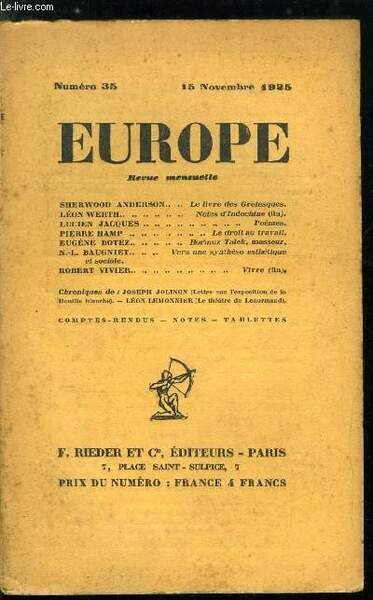 Le-livre.com
Numéro 35 15 Novembre 1925
EUROPE
Revue mensuelle
SHERWOOD ANDERSON.. .. Le livre des Grotesques.
LÉON WERTH.. .. .. .. .. .. Notes d'Indochine (fin).
LUCIEN JACQUES .. .. .. .. .. .. .. .. Poèmes.
PIERRE HAMP .. .. .. .. .. .. .. Le droit au travail.
EUGÈNE BOTEZ.. .. .. .. masseur.
N.-L. BAUGNIET.. .. .. Vers une synthèse esthétique
et sociale.
ROBERT VIVIER.. .. .. .. .. .. .. .. .. Vivre (fin).
Chroniques de : JOSEPH JOLINON (Lettre sur l'exposition de la
Houille blanche). — LÉON LEMONNIER (Le théâtre de Lenormand).
COMPTES-RENDUS — NOTES — TABLETTES
F. RIEDER ET Cie, ÉDITEURS - PARIS
7, PLACE SAINT-SULPICE, 7
PRIX DU NUMÉRO : FRANCE 4 FRANCS